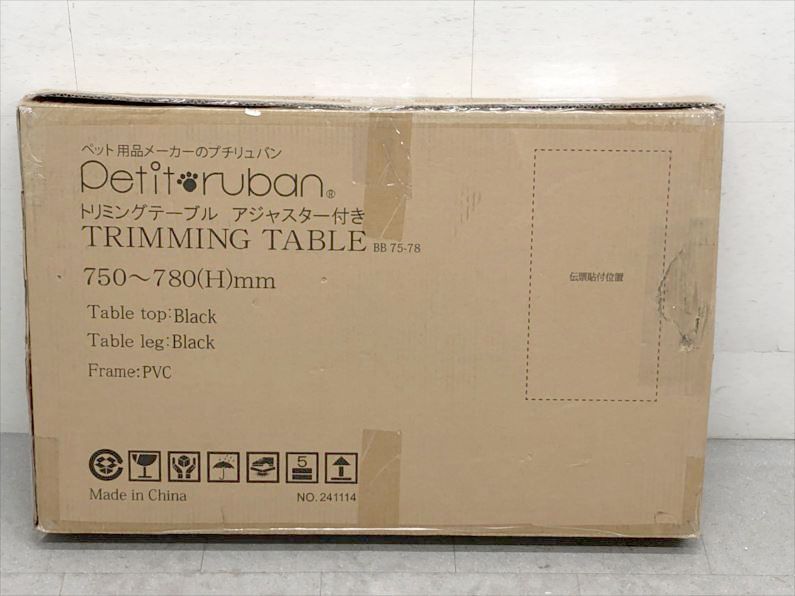 ペット用品メーカーのプチリュバン
Petit ruban®
トリミングテーブル アジャスター付き
TRIMMING TABLE BB 75-78
750～780(H)mm
Table top:Black
Table leg:Black
Frame:PVC
伝票貼付位置
5
Made in China
NO. 241114